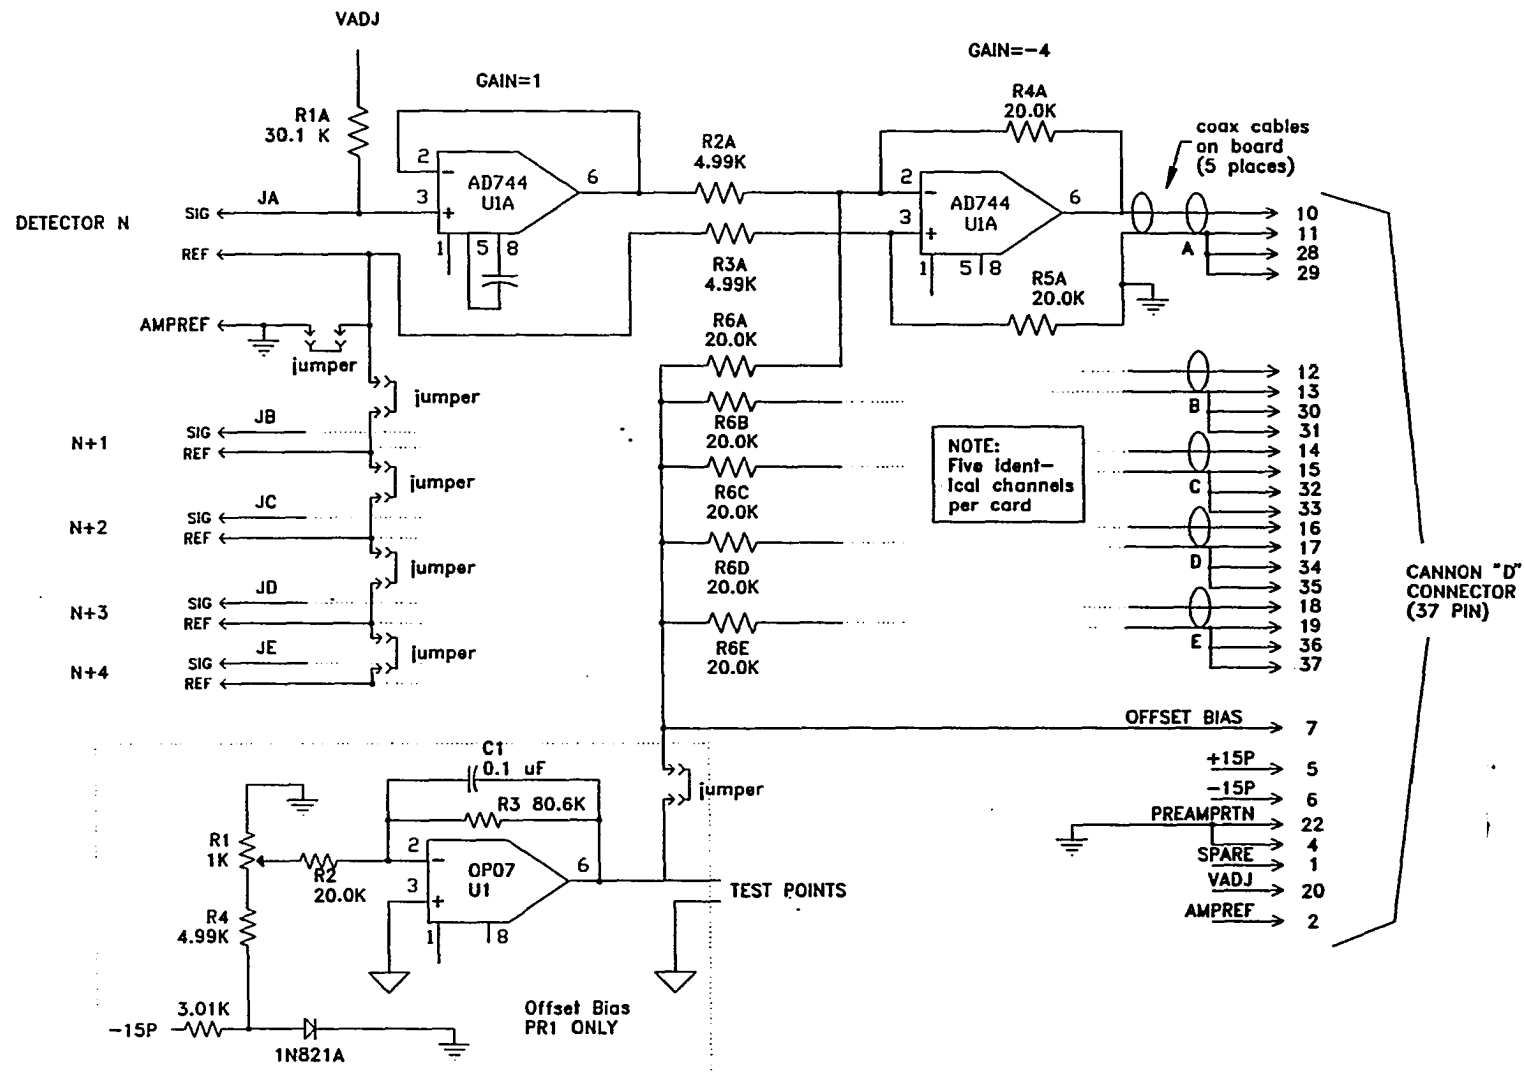 VADJ
GAIN=-4
GAIN=1
R4A
20.0K
R1A
30.1 K
coax cables
on board
(5 places)
R2A
4.99K
2
3
6
AD744
U1A
1
5
8
2
3
6
AD744
U1A
1
5
8
DETECTOR N
SIG
JA
REF
R3A
4.99K
R5A
20.0K
A
10
11
28
29
AMPREF
jumper
R6A
20.0K
jumper
JB
N+1
SIG
REF
R6B
20.0K
B
12
13
30
31
NOTE:
Five ident-
ical channels
per card
jumper
JC
N+2
SIG
REF
R6C
20.0K
C
14
15
32
33
jumper
JD
N+3
SIG
REF
R6D
20.0K
D
16
17
34
35
jumper
JE
N+4
SIG
REF
R6E
20.0K
E
18
19
36
37
CANNON "D"
CONNECTOR
(37 PIN)
OFFSET BIAS
7
+15P
5
-15P
6
PREAMPRTN
22
4
SPARE
1
VADJ
20
AMPREF
2
C1
0.1 uF
R3 80.6K
jumper
R1
1K
R2
20.0K
2
3
6
OP07
U1
1
8
TEST POINTS
R4
4.99K
3.01K
-15P
1N821A
Offset Bias
PR1 ONLY